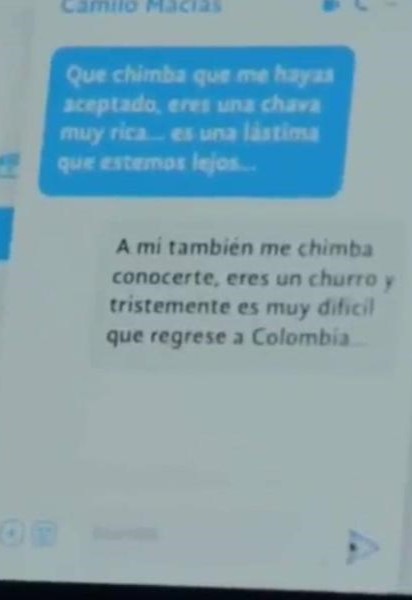 Camilo Macias
Que chimba que me hayas
aceptado, eres una chava
muy rica... es una lástima
que estemos lejos...
A mí también me chimba
conocerte, eres un churro y
tristemente es muy dificil
que regrese a Colombia...